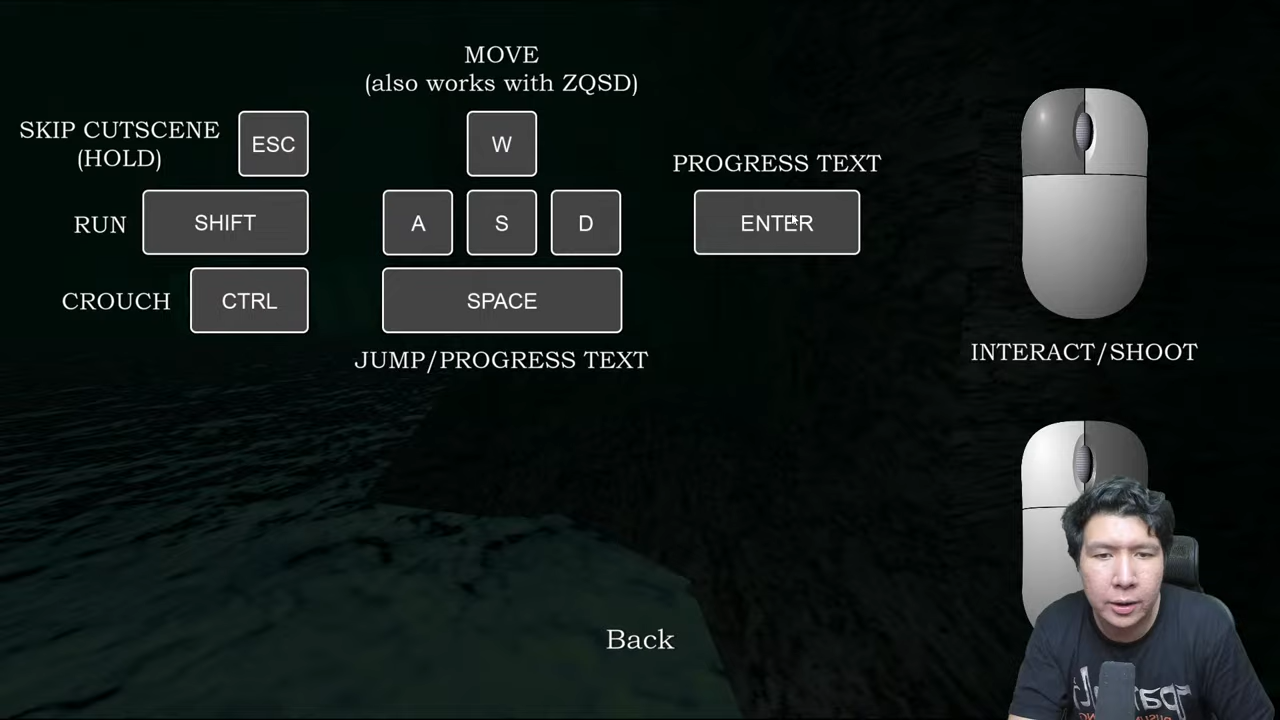 MOVE
(also works with ZQSD)
SKIP CUTSCENE
(HOLD)
ESC
W
PROGRESS TEXT
RUN
SHIFT
A
S
D
ENTER
CROUCH
CTRL
SPACE
JUMP/PROGRESS TEXT
INTERACT/SHOOT
Back